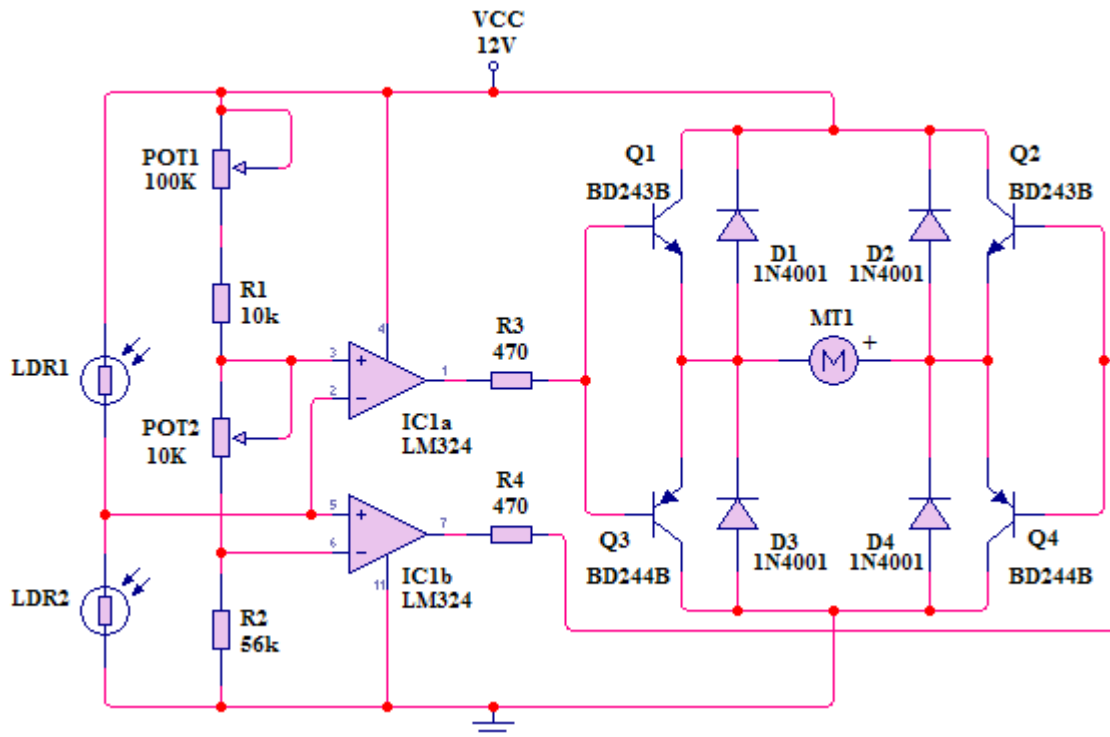 VCC
12V
POT1
100K
R1
10k
LDR1
POT2
10K
LDR2
R2
56k
3
2
4
1
IC1a
LM324
5
6
7
11
IC1b
LM324
R3
470
R4
470
Q1
BD243B
Q2
BD243B
D1
1N4001
D2
1N4001
MT1
+
M
Q3
BD244B
D3
1N4001
D4
1N4001
Q4
BD244B